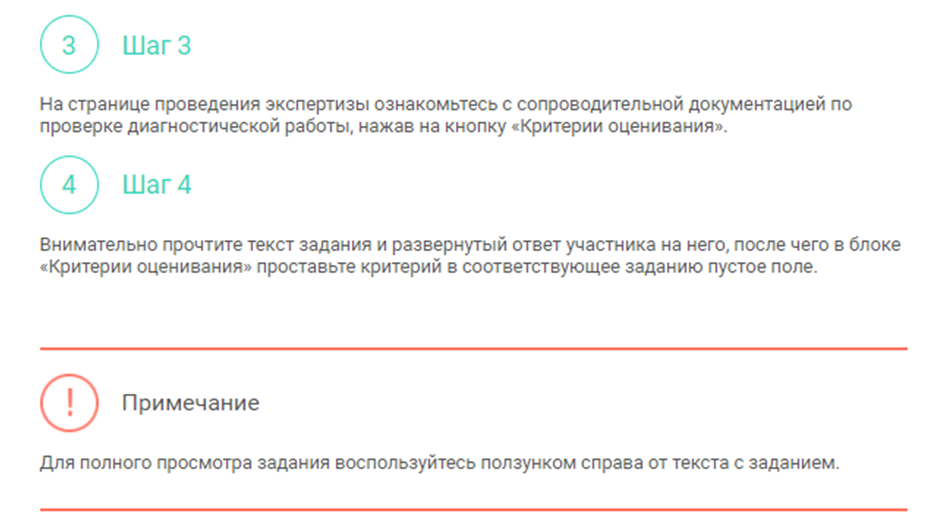 3 Шаг 3
На странице проведения экспертизы ознакомьтесь с сопроводительной документацией по
проверке диагностической работы, нажав на кнопку «Критерии оценивания».
4 Шаг 4
Внимательно прочтите текст задания и развернутый ответ участника на него, после чего в блоке
«Критерии оценивания» проставьте критерий в соответствующее заданию пустое поле.
! Примечание
Для полного просмотра задания воспользуйтесь ползунком справа от текста с заданием.